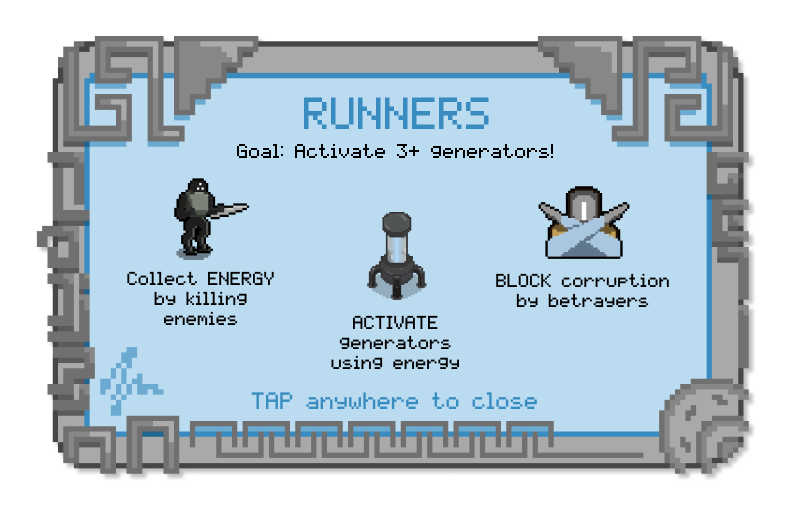 RUNNERS
Goal: Activate 3+ generators!
Collect ENERGY
by killing
enemies
ACTIVATE
generators
using energy
BLOCK corruption
by betrayers
TAP anywhere to close